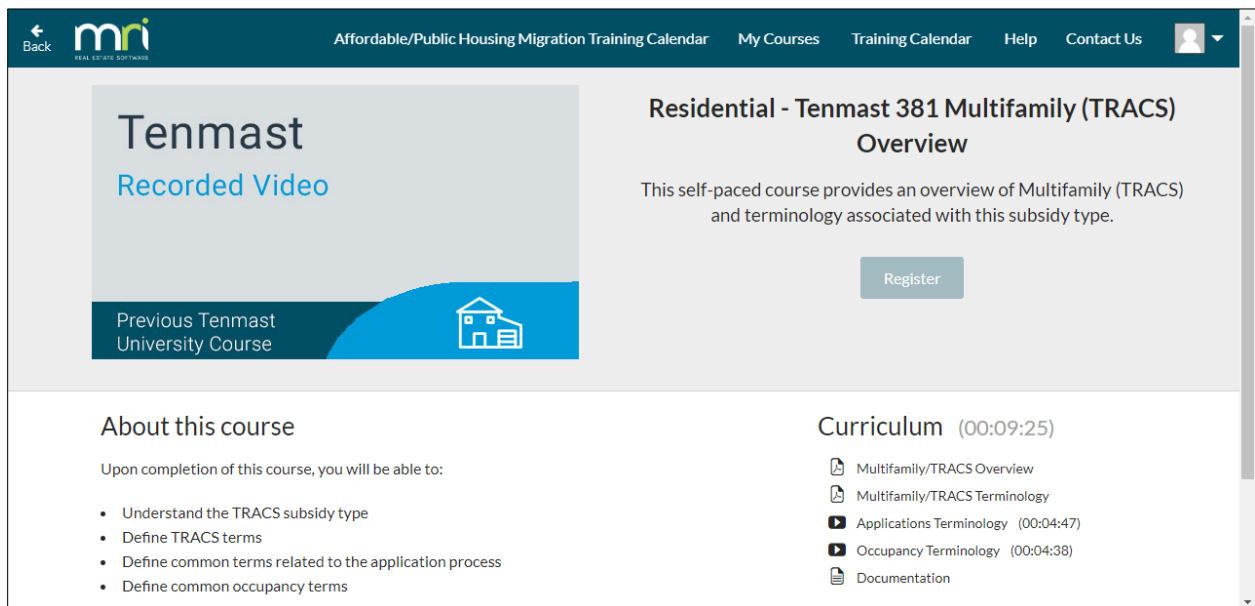 Back
mri
REAL ESTATE SOFTWARE
Affordable/Public Housing Migration Training Calendar
My Courses
Training Calendar
Help
Contact Us
Tenmast
Recorded Video
Previous Tenmast
University Course
Residential - Tenmast 381 Multifamily (TRACS)
Overview
This self-paced course provides an overview of Multifamily (TRACS)
and terminology associated with this subsidy type.
Register
About this course
Upon completion of this course, you will be able to:
• Understand the TRACS subsidy type
• Define TRACS terms
• Define common terms related to the application process
• Define common occupancy terms
Curriculum (00:09:25)
Multifamily/TRACS Overview
Multifamily/TRACS Terminology
Applications Terminology (00:04:47)
Occupancy Terminology (00:04:38)
Documentation